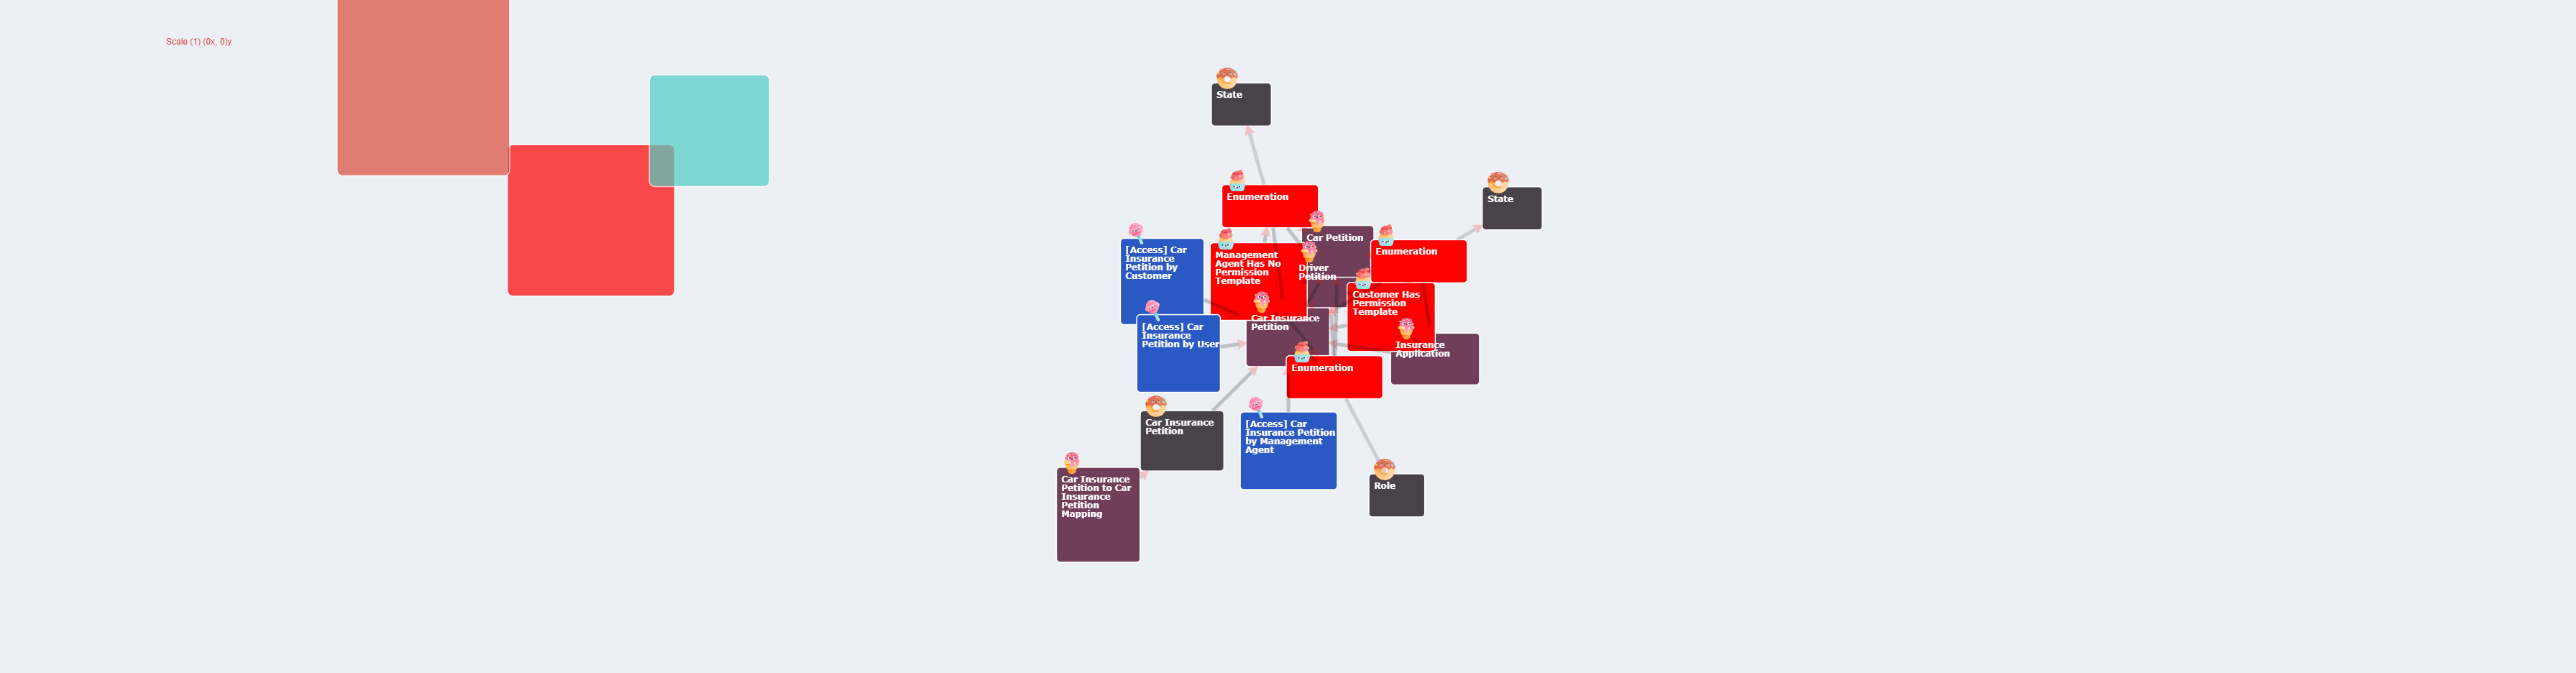 Scale (1) (0x, 0)y
State
Enumeration
State
Car Petition
[Access] Car
Insurance
Petition by
Customer
Management
Agent Has No
Permission
Template
Enumeration
Driver
Petition
Customer Has
Permission
Template
Car Insurance
Petition
[Access] Car
Insurance
Petition by User
Insurance
Application
Enumeration
Car Insurance
Petition
[Access] Car
Insurance Petition
by Management
Agent
Car Insurance
Petition to Car
Insurance
Petition
Mapping
Role